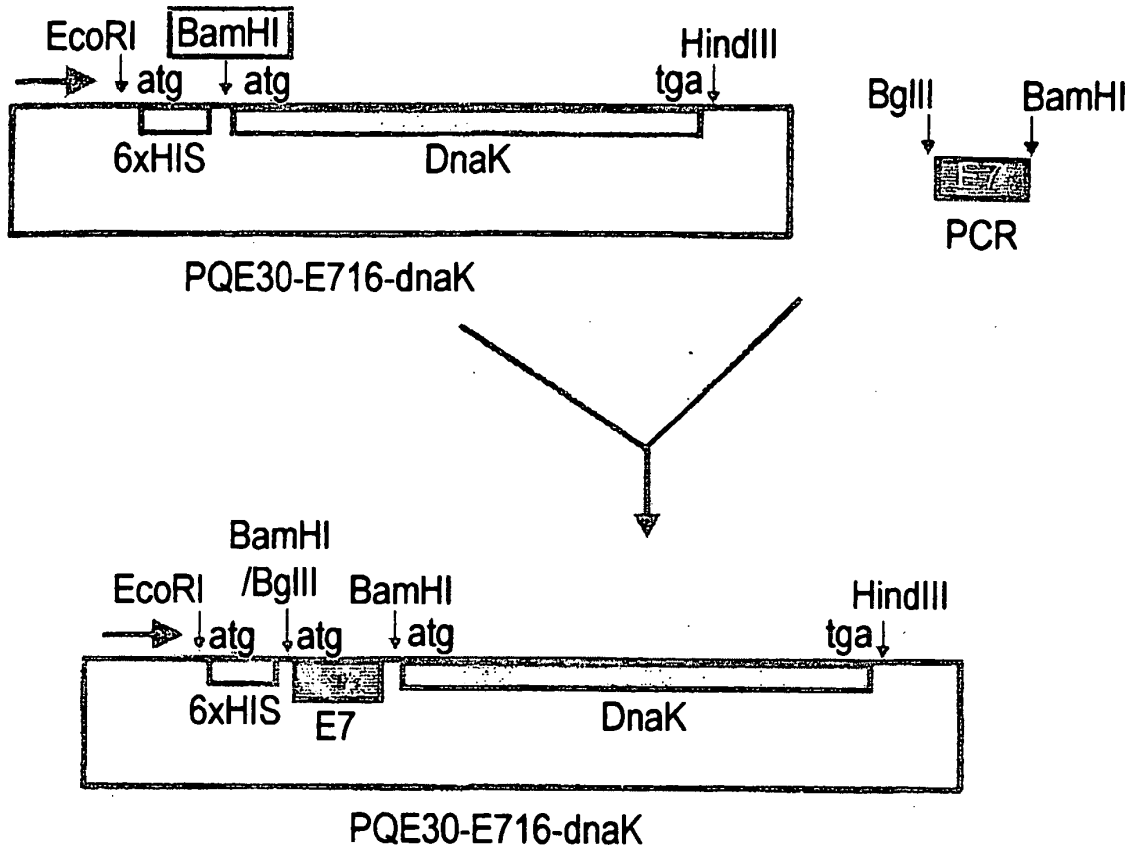 EcoRI
BamHI
HindIII
atg
atg
tga
6xHIS
DnaK
PQE30-E716-dnaK
BglII
BamHI
E7
PCR
BamHI
/BglII
EcoRI
BamHI
HindIII
atg
atg
atg
tga
6xHIS
E7
DnaK
PQE30-E716-dnaK